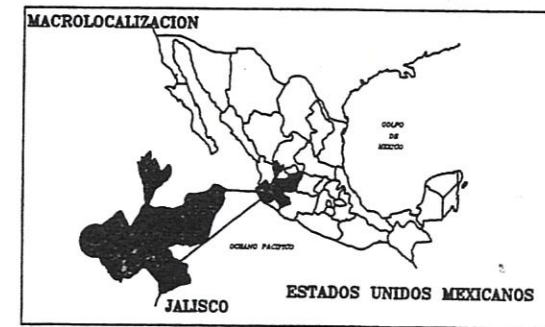 MACROLOCALIZACION
GOLFO
DE
MEXICO
OCEANO PACIFICO
ESTADOS UNIDOS MEXICANOS
JALISCO